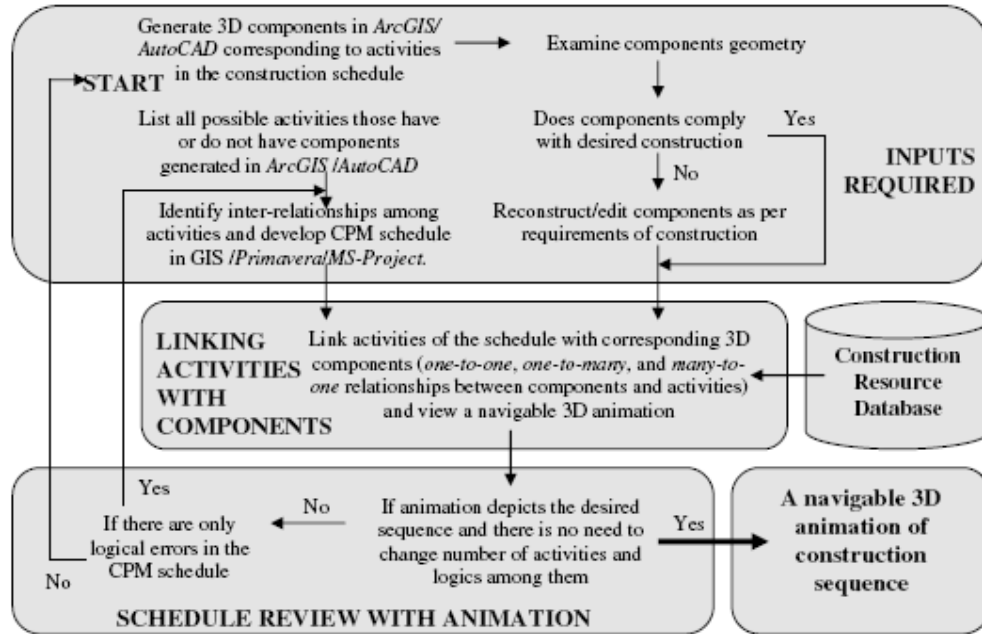 Generate 3D components in ArcGIS/
AutoCAD corresponding to activities
in the construction schedule
START
Examine components geometry
List all possible activities those have
or do not have components
generated in ArcGIS /AutoCAD
Does components comply
with desired construction
Yes
No
INPUTS
REQUIRED
Identify inter-relationships among
activities and develop CPM schedule
in GIS /Primavera/MS-Project.
Reconstruct/edit components as per
requirements of construction
LINKING
ACTIVITIES
WITH
COMPONENTS
Link activities of the schedule with corresponding 3D
components (one-to-one, one-to-many, and many-to-
one relationships between components and activities)
and view a navigable 3D animation
Construction
Resource
Database
Yes
If there are only
logical errors in the
CPM schedule
No
No
If animation depicts the desired
sequence and there is no need to
change number of activities and
logics among them
Yes
A navigable 3D
animation of
construction
sequence
SCHEDULE REVIEW WITH ANIMATION